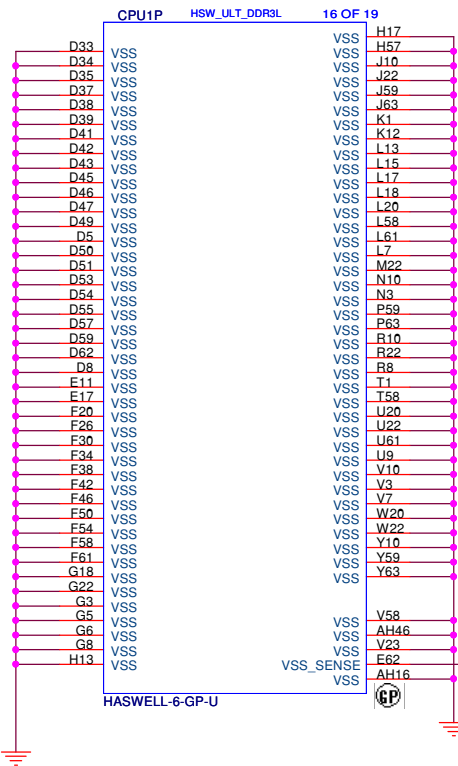 CPU1P HSW_ULT_DDR3L 16 OF 19
VSS H17
D33 VSS VSS H57
D34 VSS VSS J10
D35 VSS VSS J22
D37 VSS VSS J59
D38 VSS VSS J63
D39 VSS VSS K1
D41 VSS VSS K12
D42 VSS VSS L13
D43 VSS VSS L15
D45 VSS VSS L17
D46 VSS VSS L18
D47 VSS VSS L20
D49 VSS VSS L58
D5 VSS VSS L61
D50 VSS VSS L7
D51 VSS VSS M22
D53 VSS VSS N10
D54 VSS VSS N3
D55 VSS VSS P59
D57 VSS VSS P63
D59 VSS VSS R10
D62 VSS VSS R22
D8 VSS VSS R8
E11 VSS VSS T1
E17 VSS VSS T58
F20 VSS VSS U20
F26 VSS VSS U22
F30 VSS VSS U61
F34 VSS VSS U9
F38 VSS VSS V10
F42 VSS VSS V3
F46 VSS VSS V7
F50 VSS VSS W20
F54 VSS VSS W22
F58 VSS VSS Y10
F61 VSS VSS Y59
G18 VSS VSS Y63
G22 VSS
G3 VSS
G5 VSS VSS V58
G6 VSS VSS AH46
G8 VSS VSS V23
H13 VSS VSS_SENSE E62
VSS AH16
HASWELL-6-GP-U GP